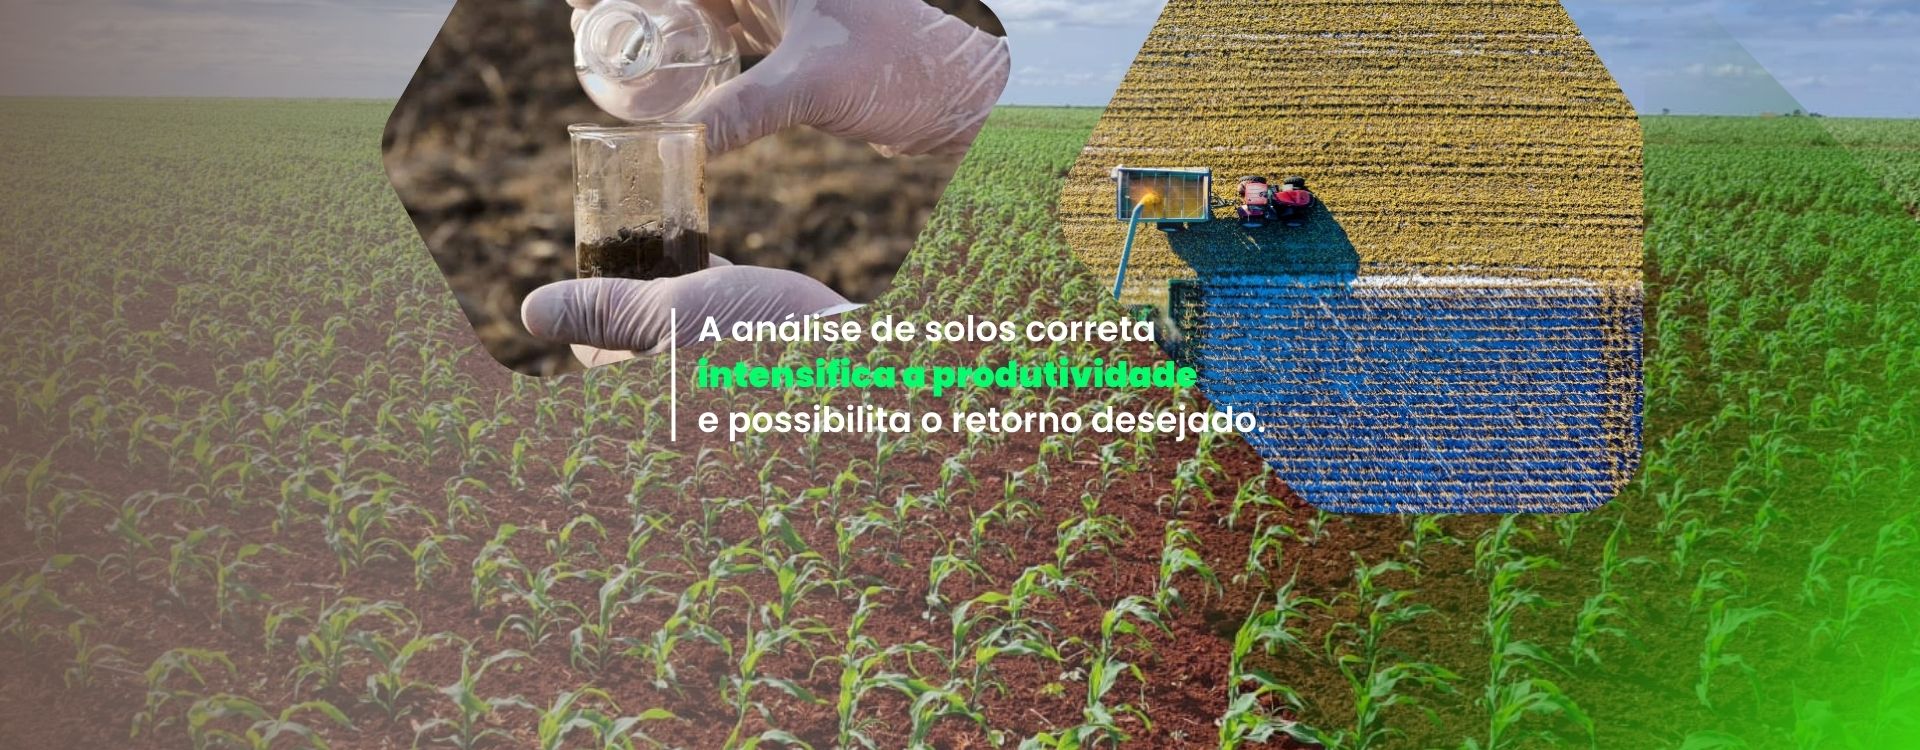 A análise de solos correta
intensifica a produtividade
e possibilita o retorno desejado.